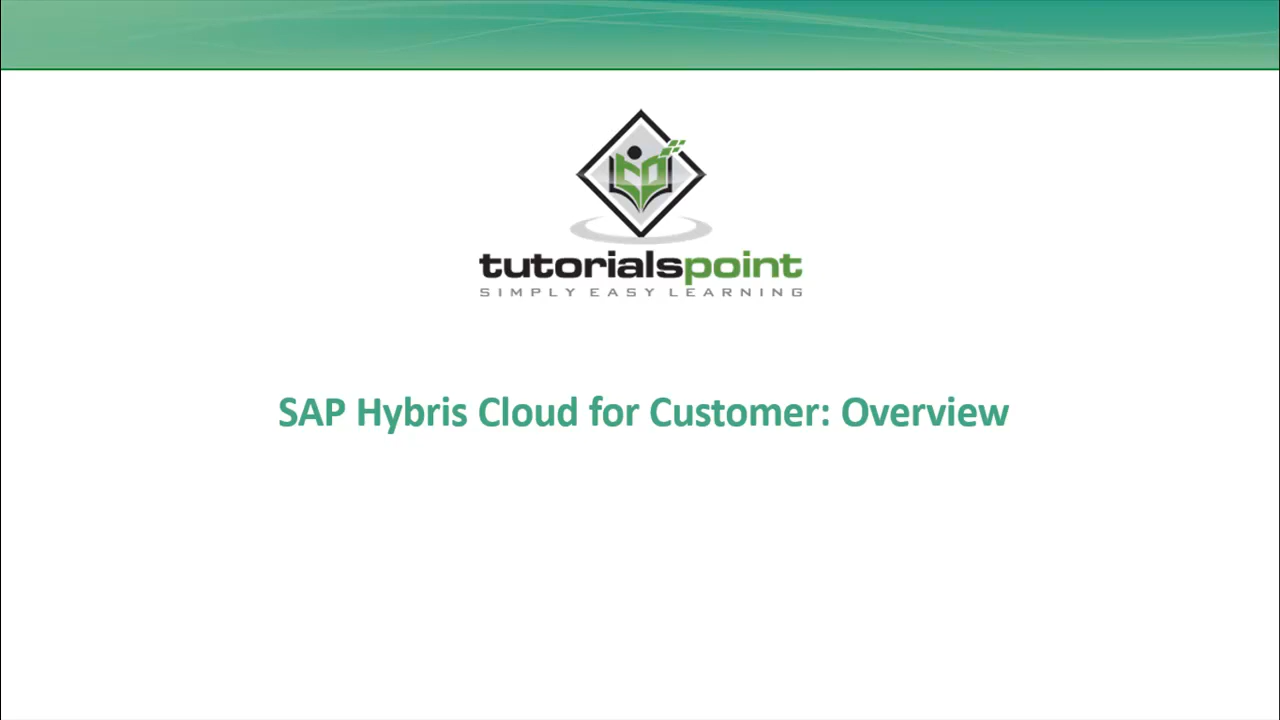 tutorialspoint
SIMPLY EASY LEARNING
SAP Hybris Cloud for Customer: Overview